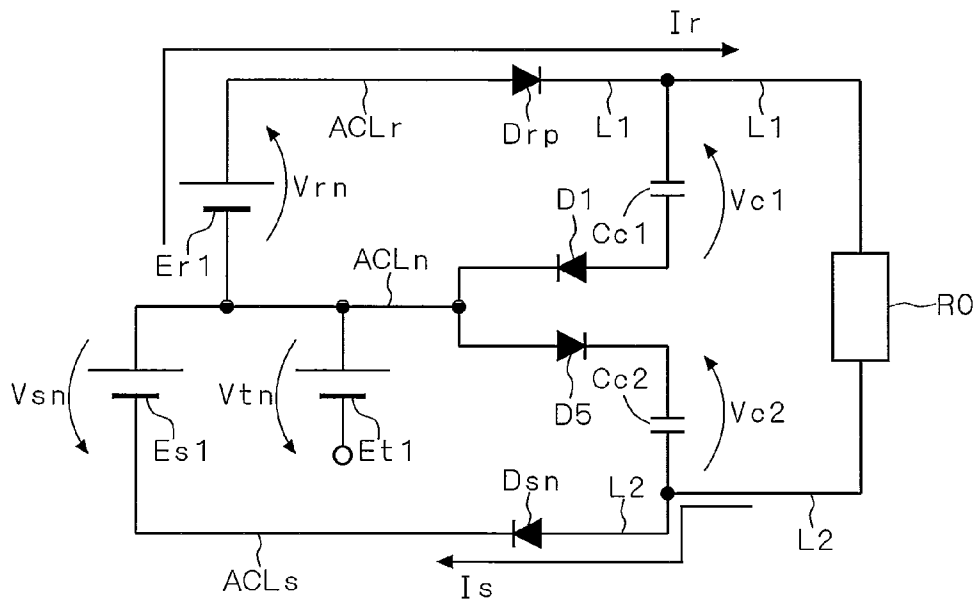 Ir
ACLr
Drp
L1
L1
Vrn
D1
Cc1
Vc1
Er1
ACLn
R0
Vsn
Vtn
Cc2
D5
Vc2
Es1
Et1
Dsn
L2
L2
ACLs
Is